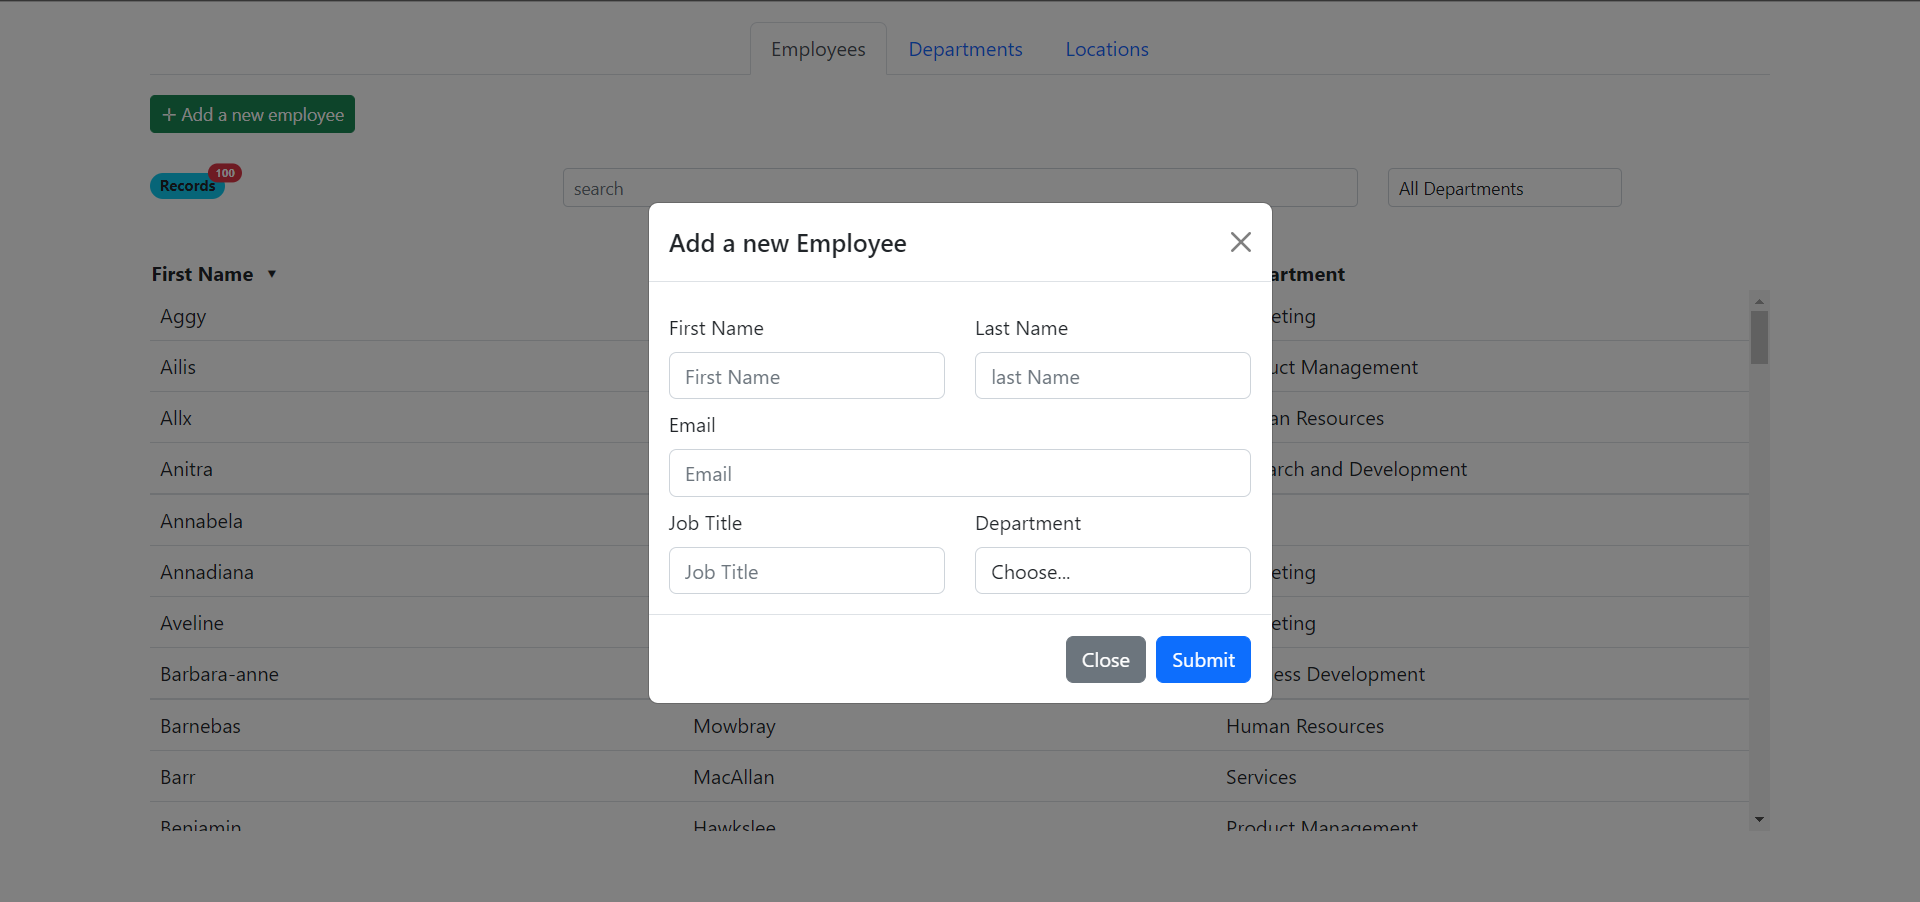 Employees Departments Locations
+ Add a new employee
Records 100
search
All Departments
Add a new Employee
First Name ▼
artment
Aggy
eting
Ailis
uct Management
Allx
an Resources
Anitra
arch and Development
Annabela
Annadiana
eting
Aveline
eting
Barbara-anne
ess Development
First Name Last Name
First Name last Name
Email
Email
Job Title Department
Job Title Choose...
Close Submit
Barnebas Mowbray Human Resources
Barr MacAllan Services
Benjamin Hawkslee Product Management